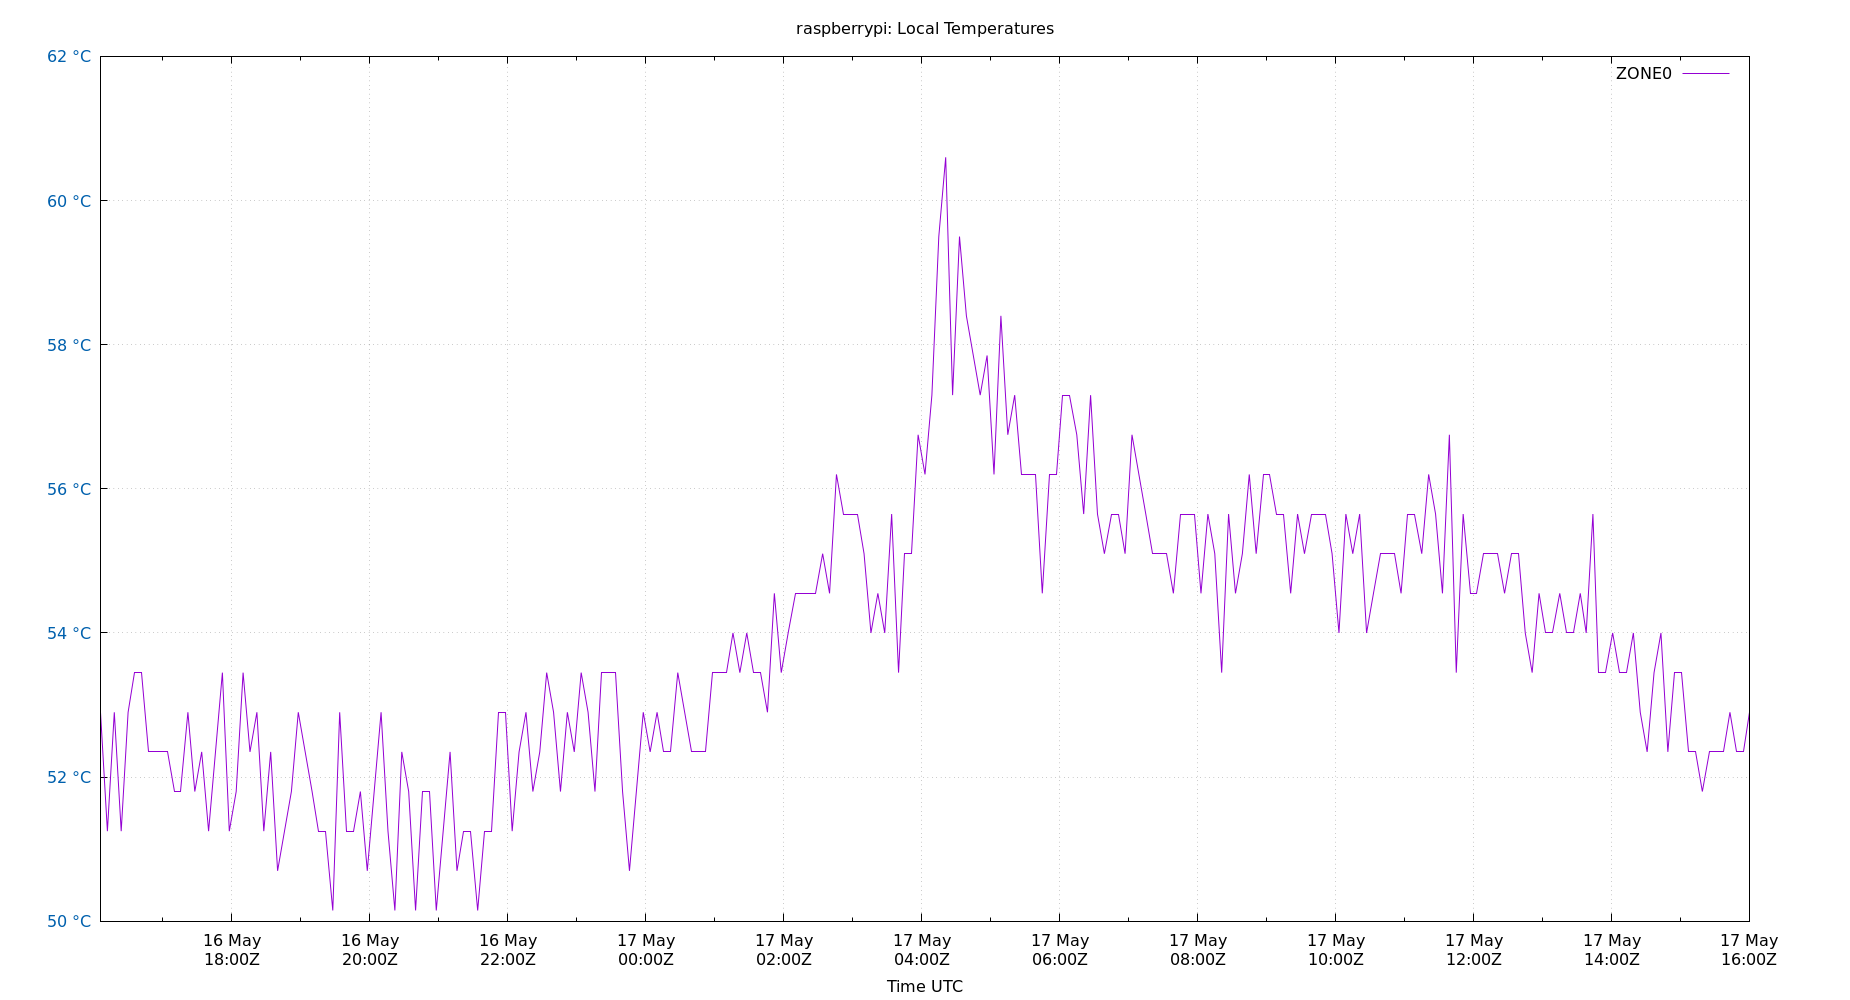 raspberrypi: Local Temperatures
ZONE0
62 °C
60 °C
58 °C
56 °C
54 °C
52 °C
50 °C
16 May 16 May 16 May 17 May 17 May 17 May 17 May 17 May 17 May 17 May 17 May 17 May
18:00Z 20:00Z 22:00Z 00:00Z 02:00Z 04:00Z 06:00Z 08:00Z 10:00Z 12:00Z 14:00Z 16:00Z
Time UTC